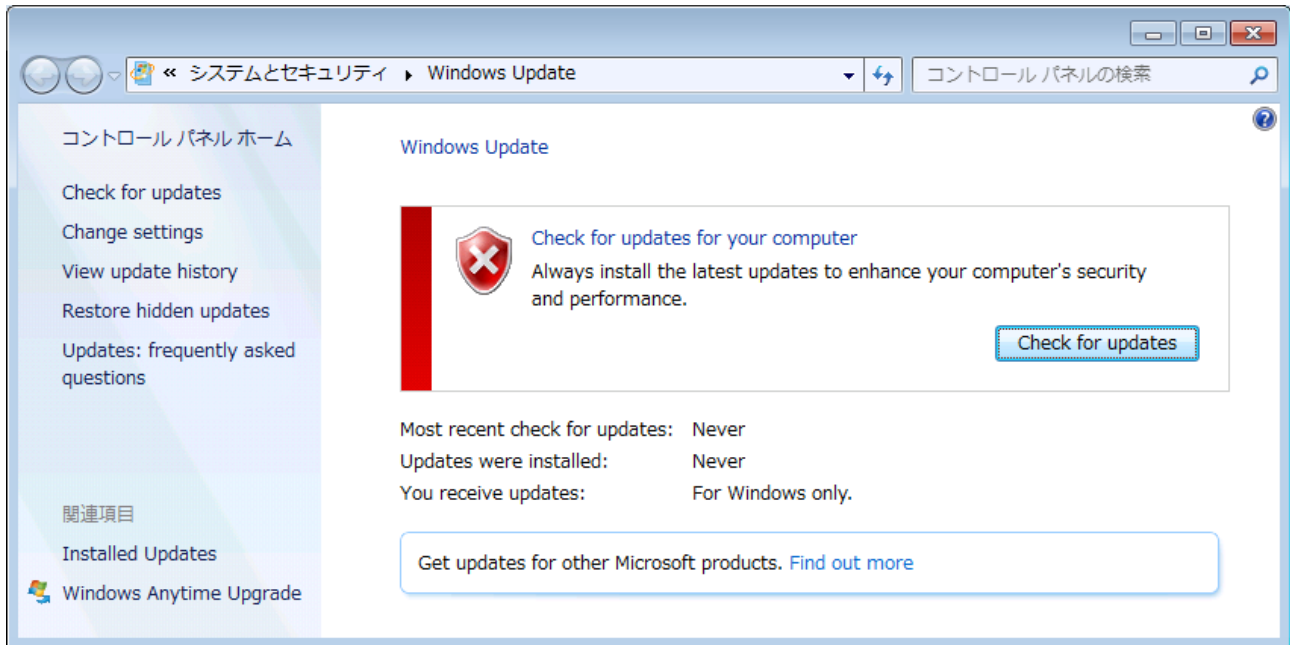 « システムとセキュリティ ▸ Windows Update
コントロール パネルの検索
コントロール パネル ホーム
Check for updates
Change settings
View update history
Restore hidden updates
Updates: frequently asked
questions
関連項目
Installed Updates
Windows Anytime Upgrade
Windows Update
Check for updates for your computer
Always install the latest updates to enhance your computer's security
and performance.
Check for updates
Most recent check for updates: Never
Updates were installed: Never
You receive updates: For Windows only.
Get updates for other Microsoft products. Find out more